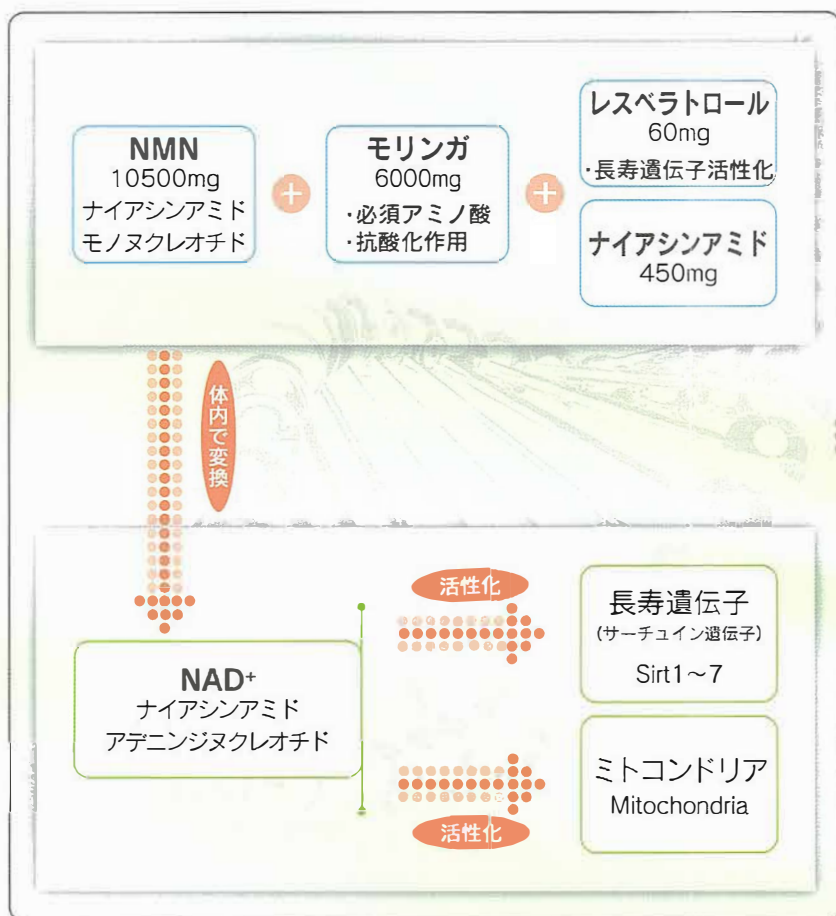 NMN
10500mg
ナイアシンアミド
モノヌクレオチド
モリンガ
6000mg
・必須アミノ酸
・抗酸化作用
レスベラトロール
60mg
・長寿遺伝子活性化
ナイアシンアミド
450mg
体内で変換
NAD⁺
ナイアシンアミド
アデニンジヌクレオチド
活性化
長寿遺伝子
(サーチュイン遺伝子)
Sirt1〜7
活性化
ミトコンドリア
Mitochondria